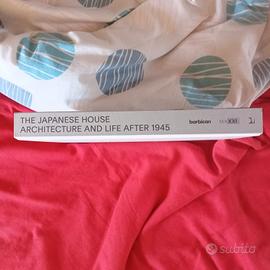 THE JAPANESE HOUSE
ARCHITECTURE AND LIFE AFTER 1945
barbican
subito